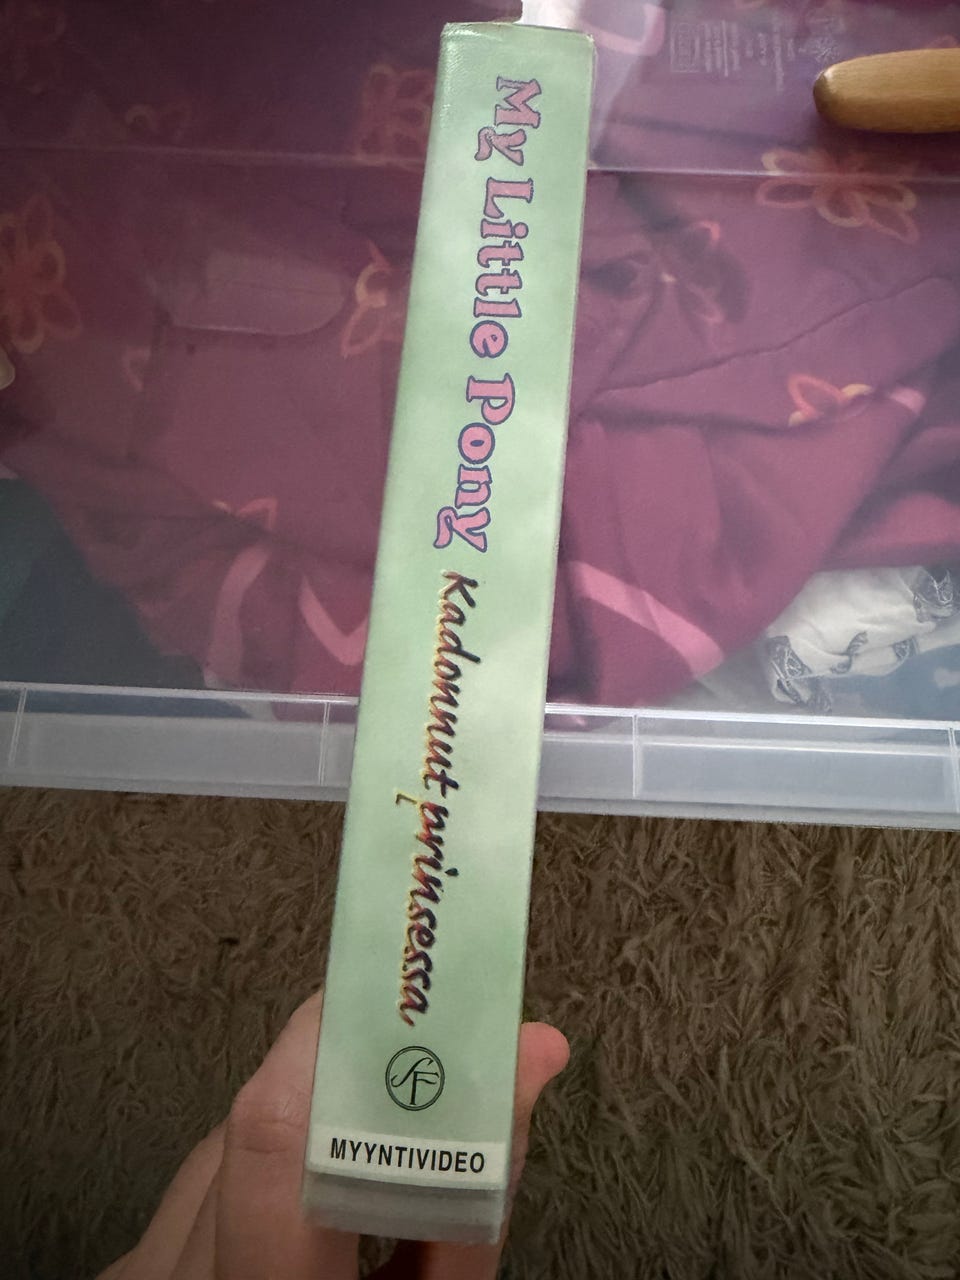 My Little Pony Kadonnut prinsessa
SF
MYYNTIVIDEO